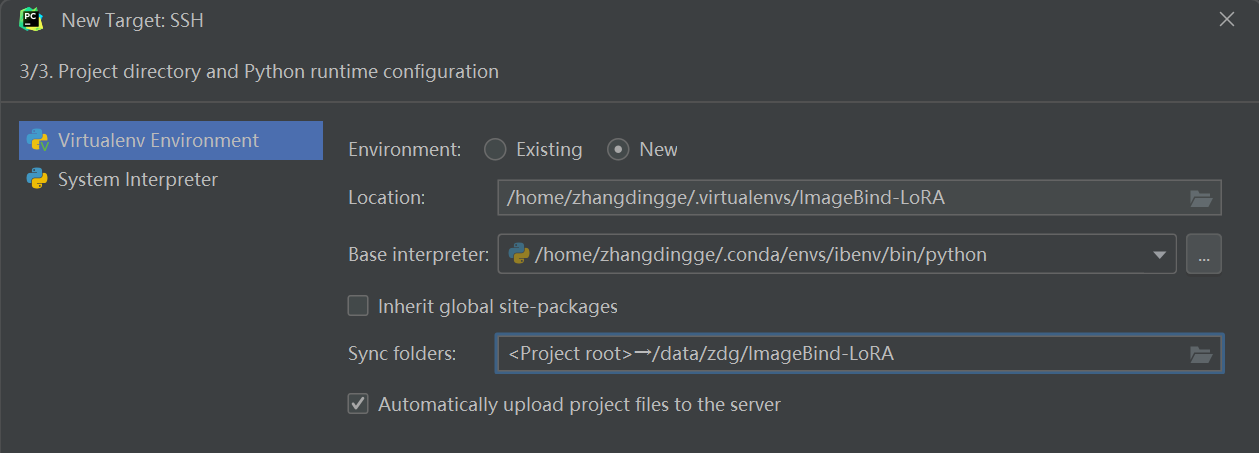 PC
New Target: SSH
3/3. Project directory and Python runtime configuration
Virtualenv Environment
System Interpreter
Environment: Existing New
Location: /home/zhangdingge/.virtualenvs/ImageBind-LoRA
Base interpreter: /home/zhangdingge/.conda/envs/ibenv/bin/python ...
Inherit global site-packages
Sync folders: <Project root>→/data/zdg/ImageBind-LoRA
Automatically upload project files to the server